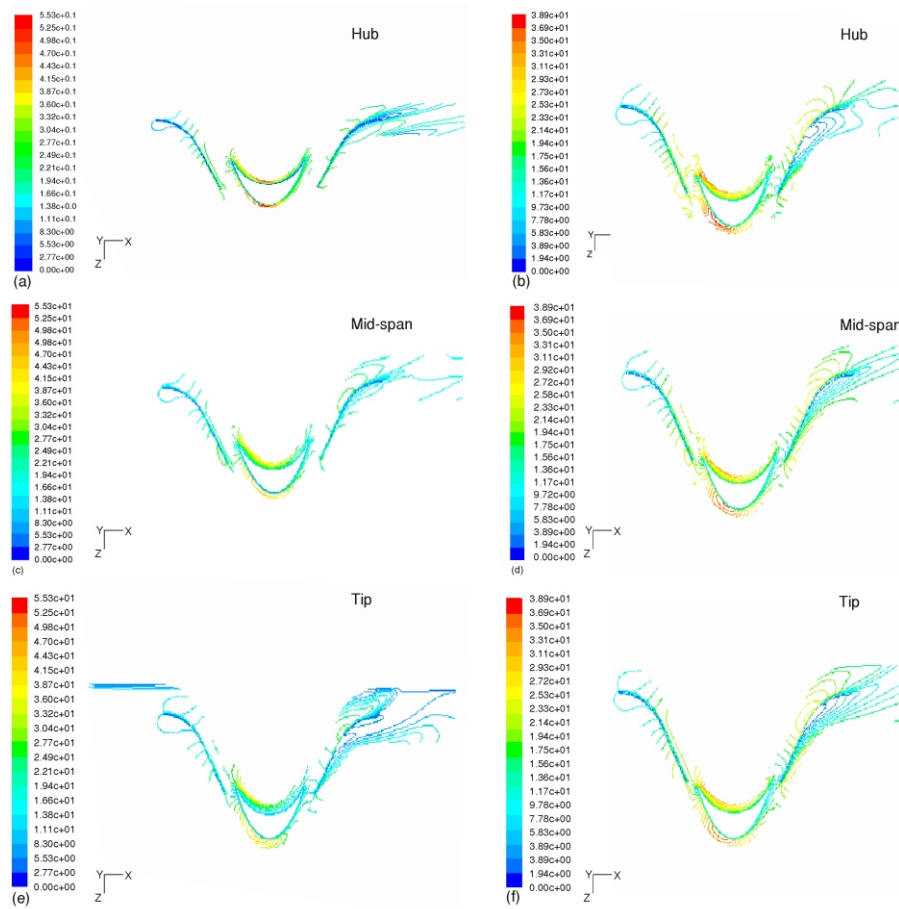 5.53c+0.1
5.25c+0.1
4.98c+0.1
4.43c+0.1
4.15c+0.1
3.87c+0.1
3.60c+0.1
3.32c+0.1
3.04c+0.1
2.77c+0.1
2.49c+0.1
2.21c+0.1
1.94c+0.1
1.66c+0.1
1.38c+0.0
1.11c+0.1
8.30c+00
5.53c+00
2.77c+00
0.00c+00
Hub
Y X
Z
(a)
3.89c+01
3.69c+01
3.50c+01
3.11c+01
2.93c+01
2.73c+01
2.53c+01
2.33c+01
2.14c+01
1.75c+01
1.56c+01
1.36c+01
1.17c+01
9.73c+00
7.78c+00
5.83c+00
3.89c+00
1.94c+00
0.00c+00
Hub
Y
Z
(b)
5.53c+01
5.25c+01
4.98c+01
4.70c+01
4.43c+01
4.15c+01
3.87c+01
3.60c+01
3.32c+01
3.04c+01
2.77c+01
2.49c+01
2.21c+01
1.94c+01
1.66c+01
1.38c+01
1.11c+01
8.30c+00
5.53c+00
2.77c+00
0.00c+00
Mid-span
Y X
Z
(c)
3.89c+01
3.69c+01
3.50c+01
3.31c+01
3.11c+01
2.92c+01
2.72c+01
2.58c+01
2.33c+01
2.14c+01
1.94c+01
1.75c+01
1.56c+01
1.36c+01
1.17c+01
9.72c+00
7.78c+00
5.83c+00
3.89c+00
1.94c+00
0.00c+00
Mid-span
Y X
Z
(d)
5.53c+01
5.25c+01
4.70c+01
4.43c+01
4.15c+01
3.87c+01
3.60c+01
3.32c+01
3.04c+01
2.77c+01
2.49c+01
2.21c+01
1.94c+01
1.66c+01
1.38c+01
1.11c+01
8.30c+00
5.53c+00
2.77c+00
0.00c+00
Tip
Y X
Z
(e)
3.89c+01
3.69c+01
3.31c+01
3.11c+01
2.93c+01
2.72c+01
2.53c+01
2.33c+01
2.14c+01
1.94c+01
1.75c+01
1.56c+01
1.36c+01
1.17c+01
9.78c+00
7.78c+00
5.83c+00
3.89c+00
1.94c+00
0.00c+00
Tip
Y X
Z
(f)